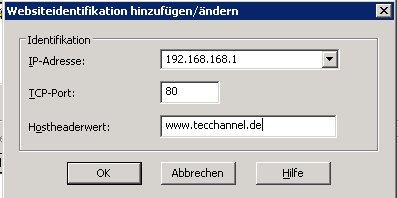 Websiteidentifikation hinzufügen/ändern
Identifikation
IP-Adresse: 192.168.168.1
TCP-Port: 80
Hostheaderwert: www.tecchannel.de
OK Abbrechen Hilfe